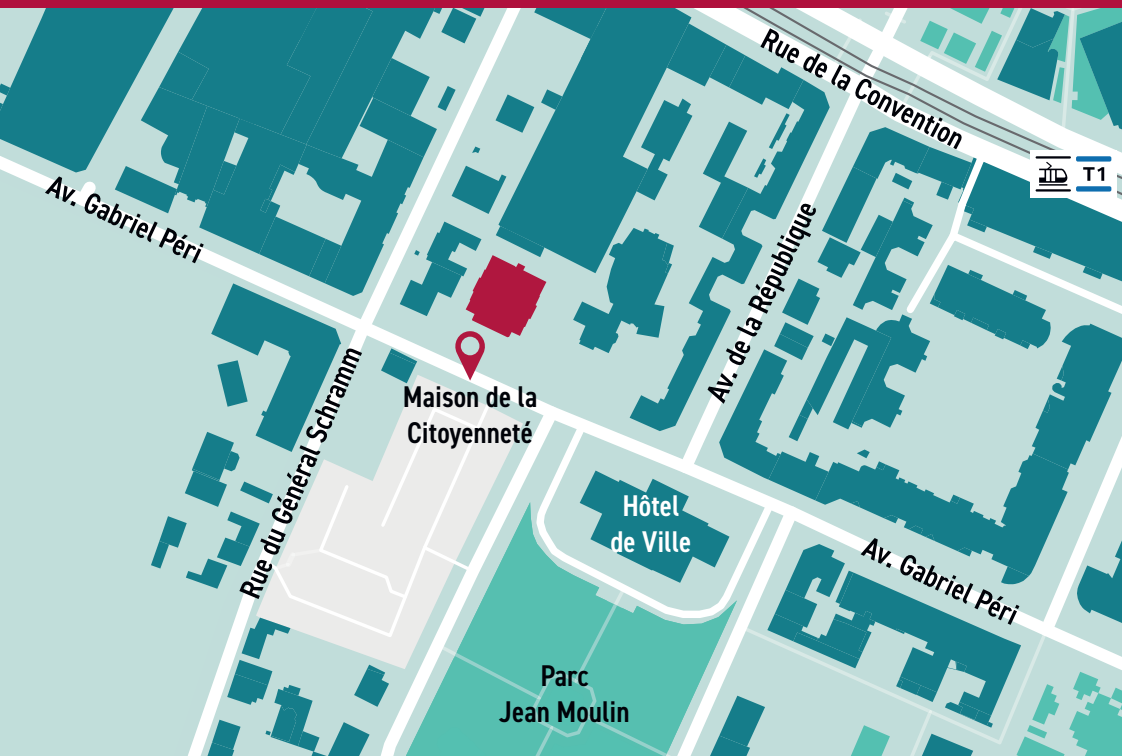 Rue de la Convention
T1
Av. Gabriel Péri
Av. de la République
Rue du Général Schramm
Maison de la
Citoyenneté
Hôtel
de Ville
Av. Gabriel Péri
Parc
Jean Moulin